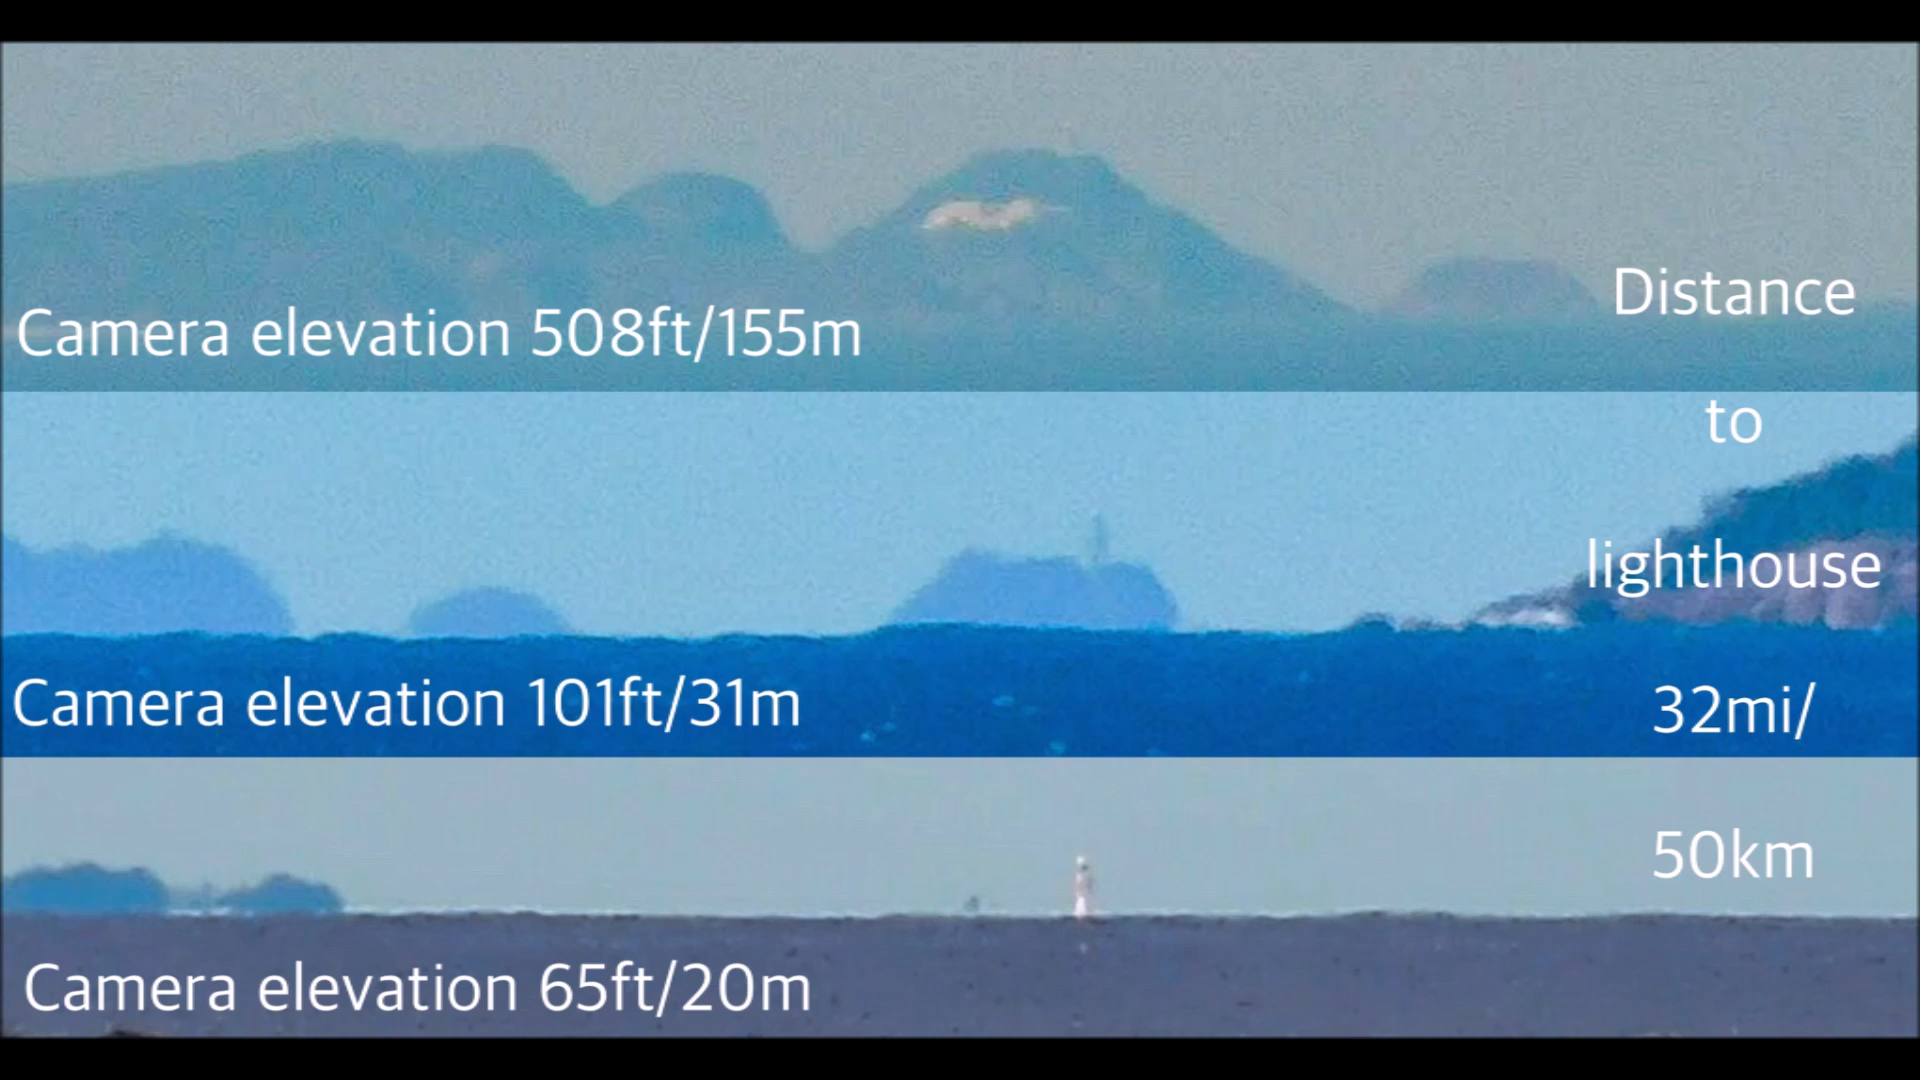 Camera elevation 508ft/155m
Camera elevation 101ft/31m
Camera elevation 65ft/20m
Distance
to
lighthouse
32mi/
50km